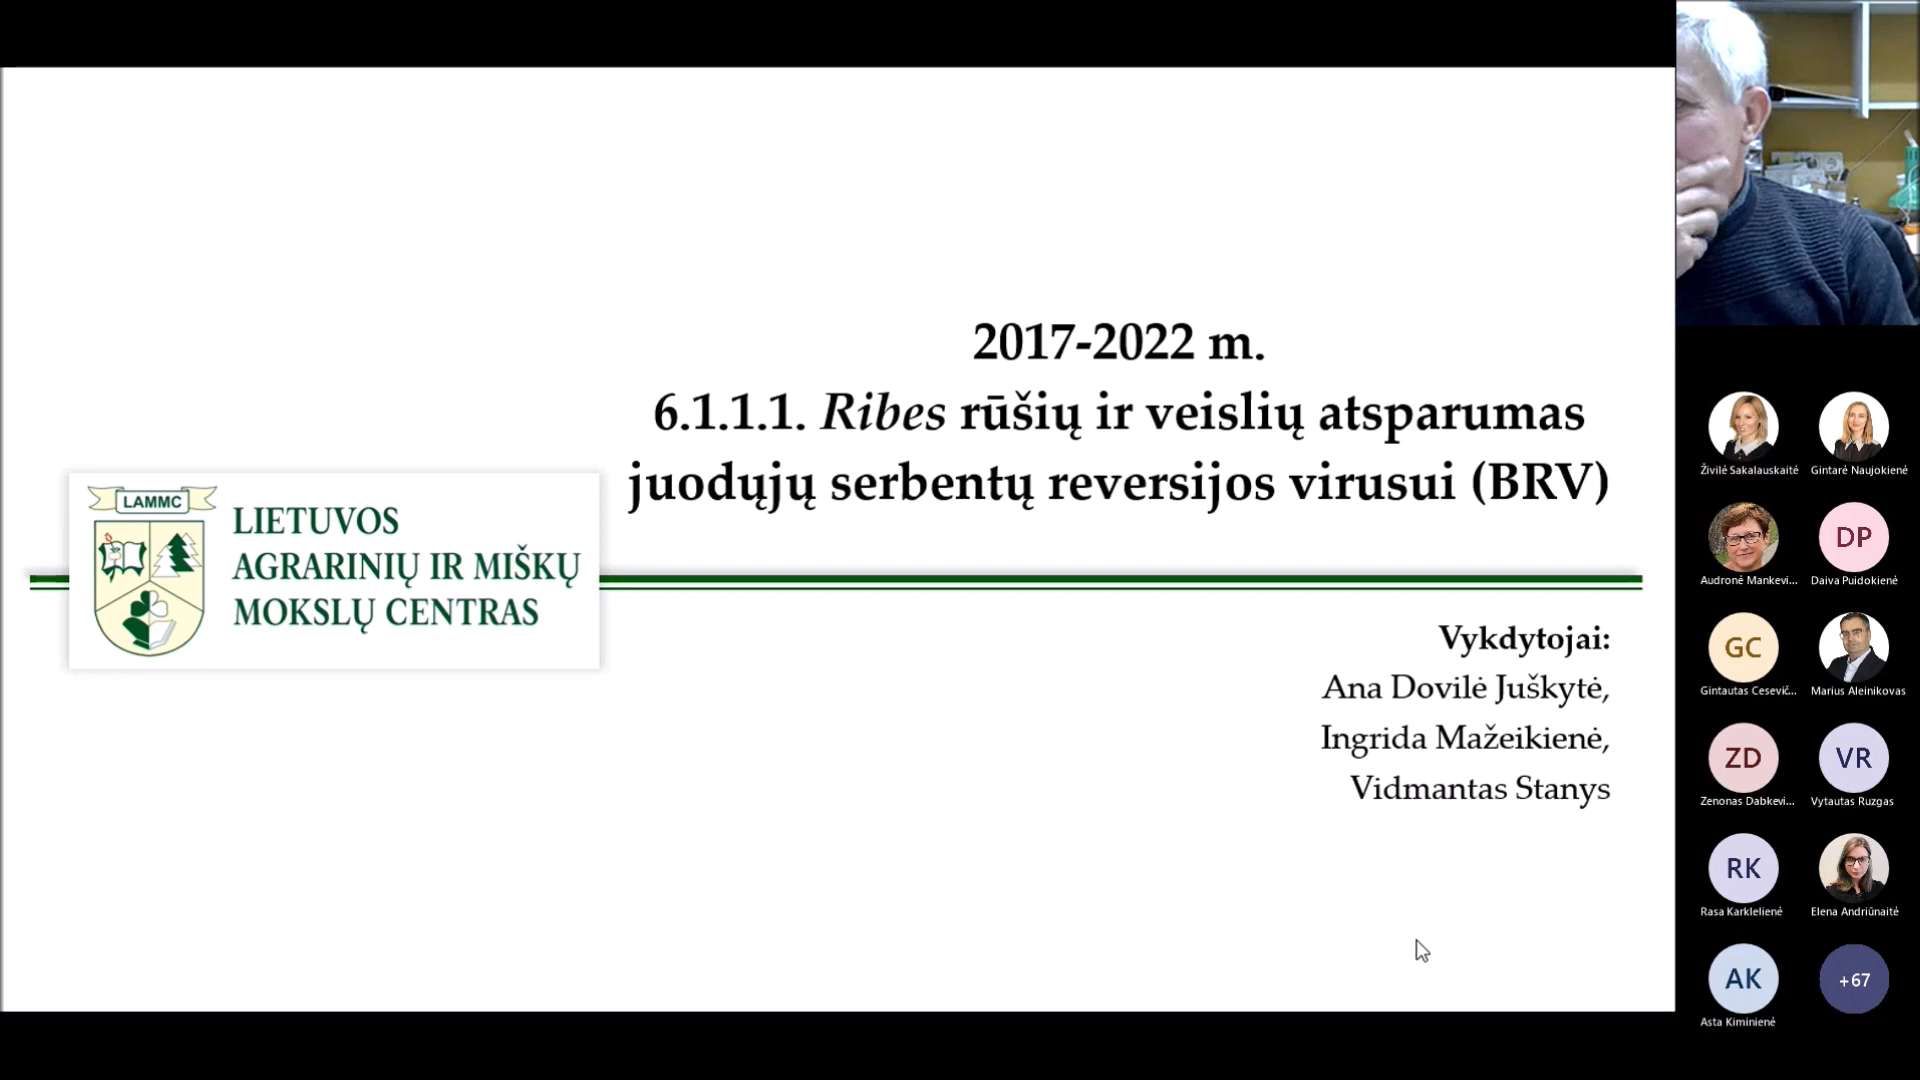 2017-2022 m.
6.1.1.1. Ribes rūšių ir veislių atsparumas
juodųjų serbentų reversijos virusui (BRV)
LAMMC
LIETUVOS
AGRARINIŲ IR MIŠKŲ
MOKSLŲ CENTRAS
Vykdytojai:
Ana Dovilė Juškytė,
Ingrida Mažeikienė,
Vidmantas Stanys
Živilė Sakalauskaitė
Gintarė Naujokienė
Audronė Mankevi...
DP
Daiva Puidokienė
GC
Gintautas Cesevič...
Marius Aleinikovas
ZD
Zenonas Dabkevi...
VR
Vytautas Ruzgas
RK
Rasa Karklelienė
Elena Andriūnaitė
AK
Asta Kiminienė
+67